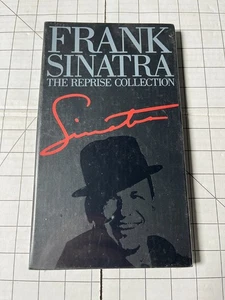 FRANK
SINATRA
THE REPRISE COLLECTION
Sinatra